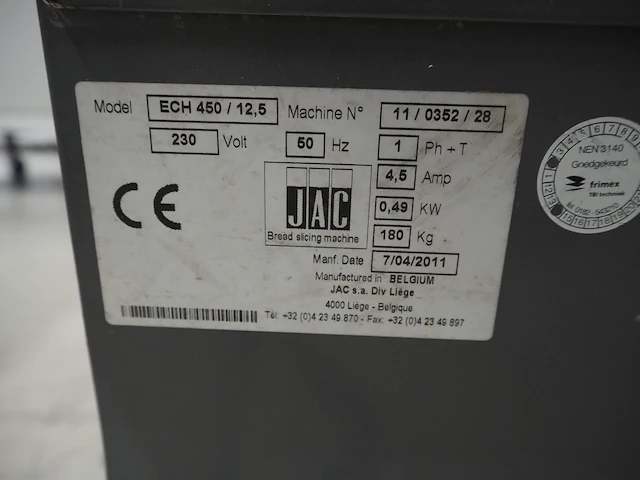 Model ECH 450 / 12,5 Machine N° 11 / 0352 / 28
230 Volt 50 Hz 1 Ph + T
4,5 Amp
CE JAC 0,49 KW
Bread slicing machine 180 Kg
Manf. Date 7/04/2011
Manufactured in BELGIUM
JAC s.a. Div Liège
4000 Liège - Belgique
Tél: +32 (0)4 23 49 870 - Fax: +32 (0)4 23 49 897
NEN 3140
Goedgekeurd
frimex
TBI techniek